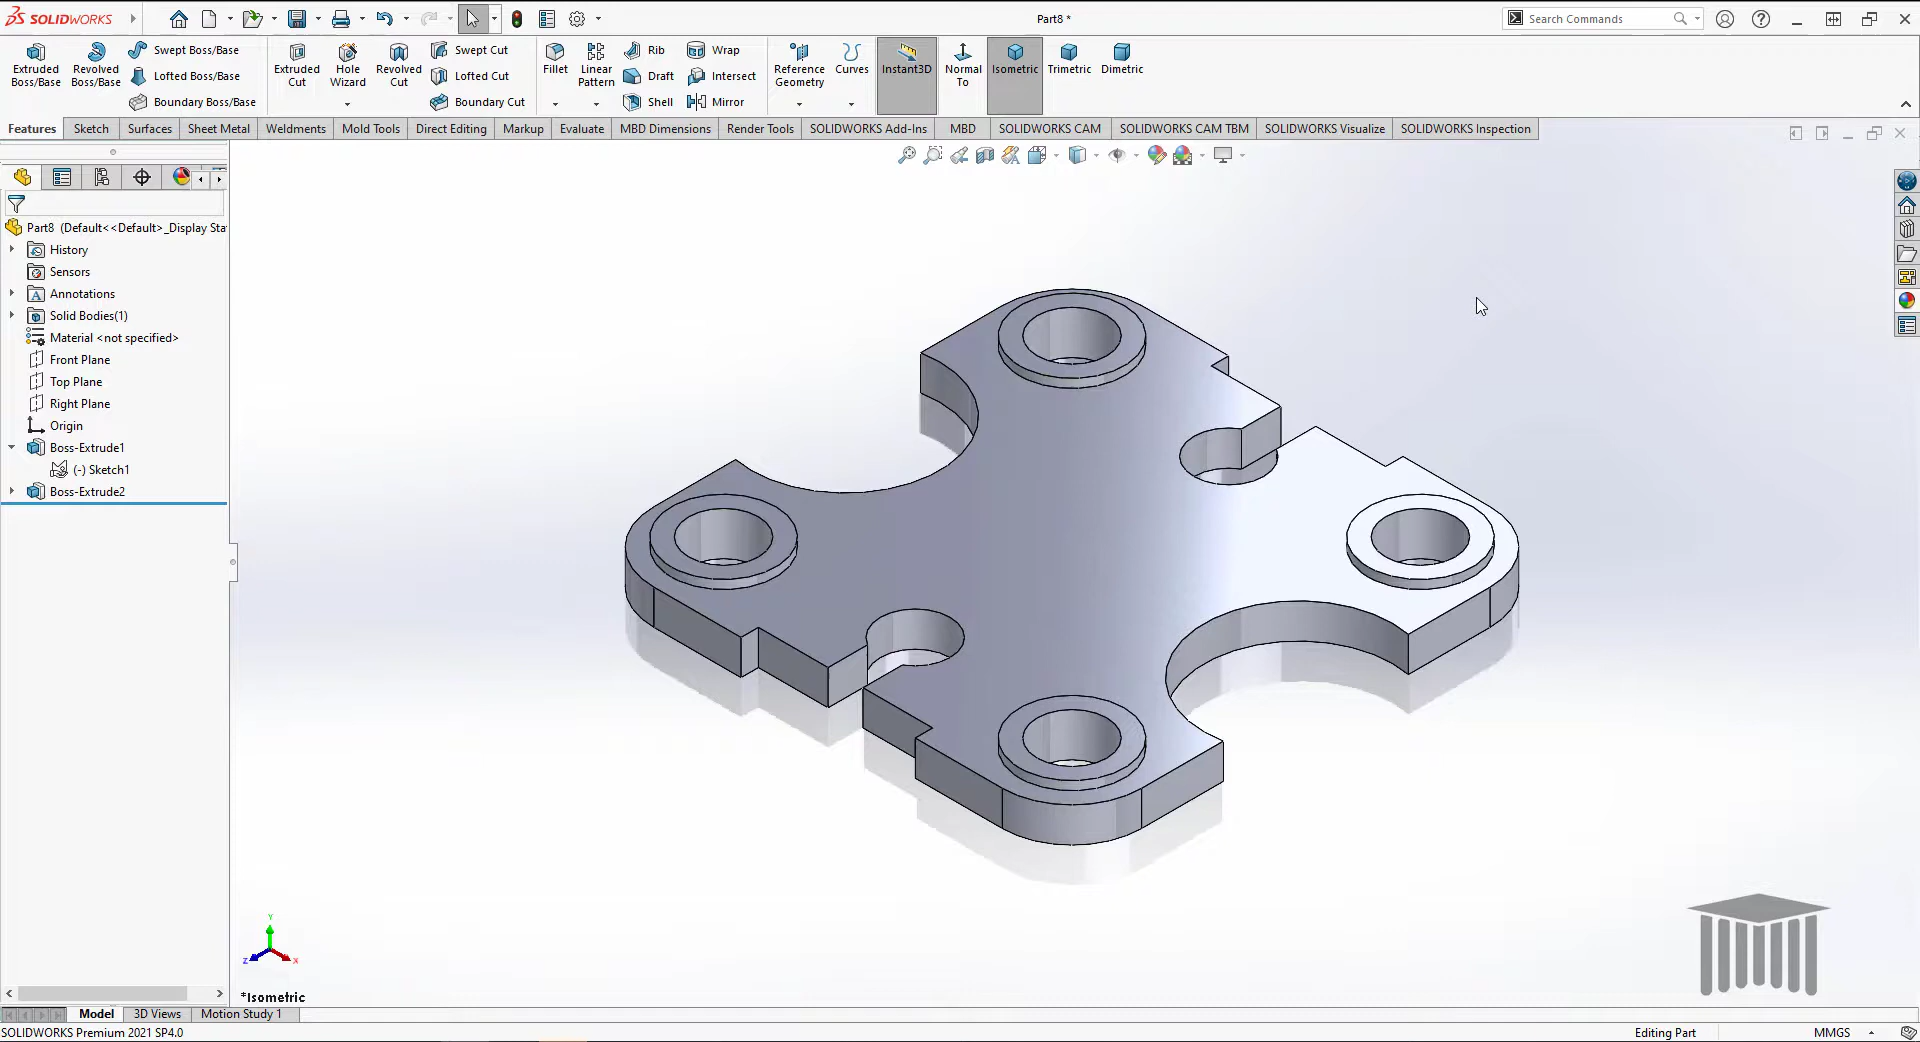 SOLIDWORKS
Part8 *
Search Commands
Extruded Boss/Base
Revolved Boss/Base
Swept Boss/Base
Lofted Boss/Base
Boundary Boss/Base
Extruded Cut
Hole Wizard
Revolved Cut
Swept Cut
Lofted Cut
Boundary Cut
Fillet
Linear Pattern
Rib
Draft
Shell
Wrap
Intersect
Mirror
Reference Geometry
Curves
Instant3D
Normal To
Isometric
Trimetric
Dimetric
Features
Sketch
Surfaces
Sheet Metal
Weldments
Mold Tools
Direct Editing
Markup
Evaluate
MBD Dimensions
Render Tools
SOLIDWORKS Add-Ins
MBD
SOLIDWORKS CAM
SOLIDWORKS CAM TBM
SOLIDWORKS Visualize
SOLIDWORKS Inspection
Part8 (Default<<Default>_Display Sta
History
Sensors
Annotations
Solid Bodies(1)
Material <not specified>
Front Plane
Top Plane
Right Plane
Origin
Boss-Extrude1
(-) Sketch1
Boss-Extrude2
Y
Z
X
*Isometric
Model
3D Views
Motion Study 1
SOLIDWORKS Premium 2021 SP4.0
Editing Part
MMGS